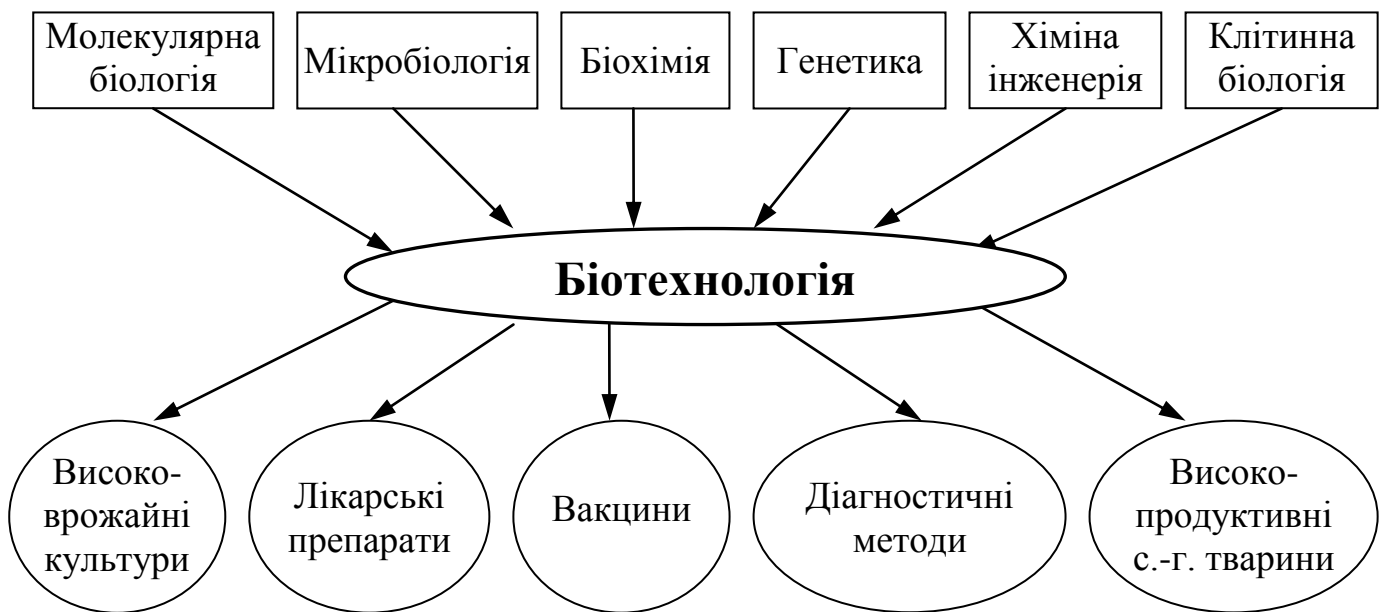 Молекулярна
біологія
Мікробіологія
Біохімія
Генетика
Хіміна
інженерія
Клітинна
біологія
Біотехнологія
Високо-
врожайні
культури
Лікарські
препарати
Вакцини
Діагностичні
методи
Високо-
продуктивні
с.-г. тварини